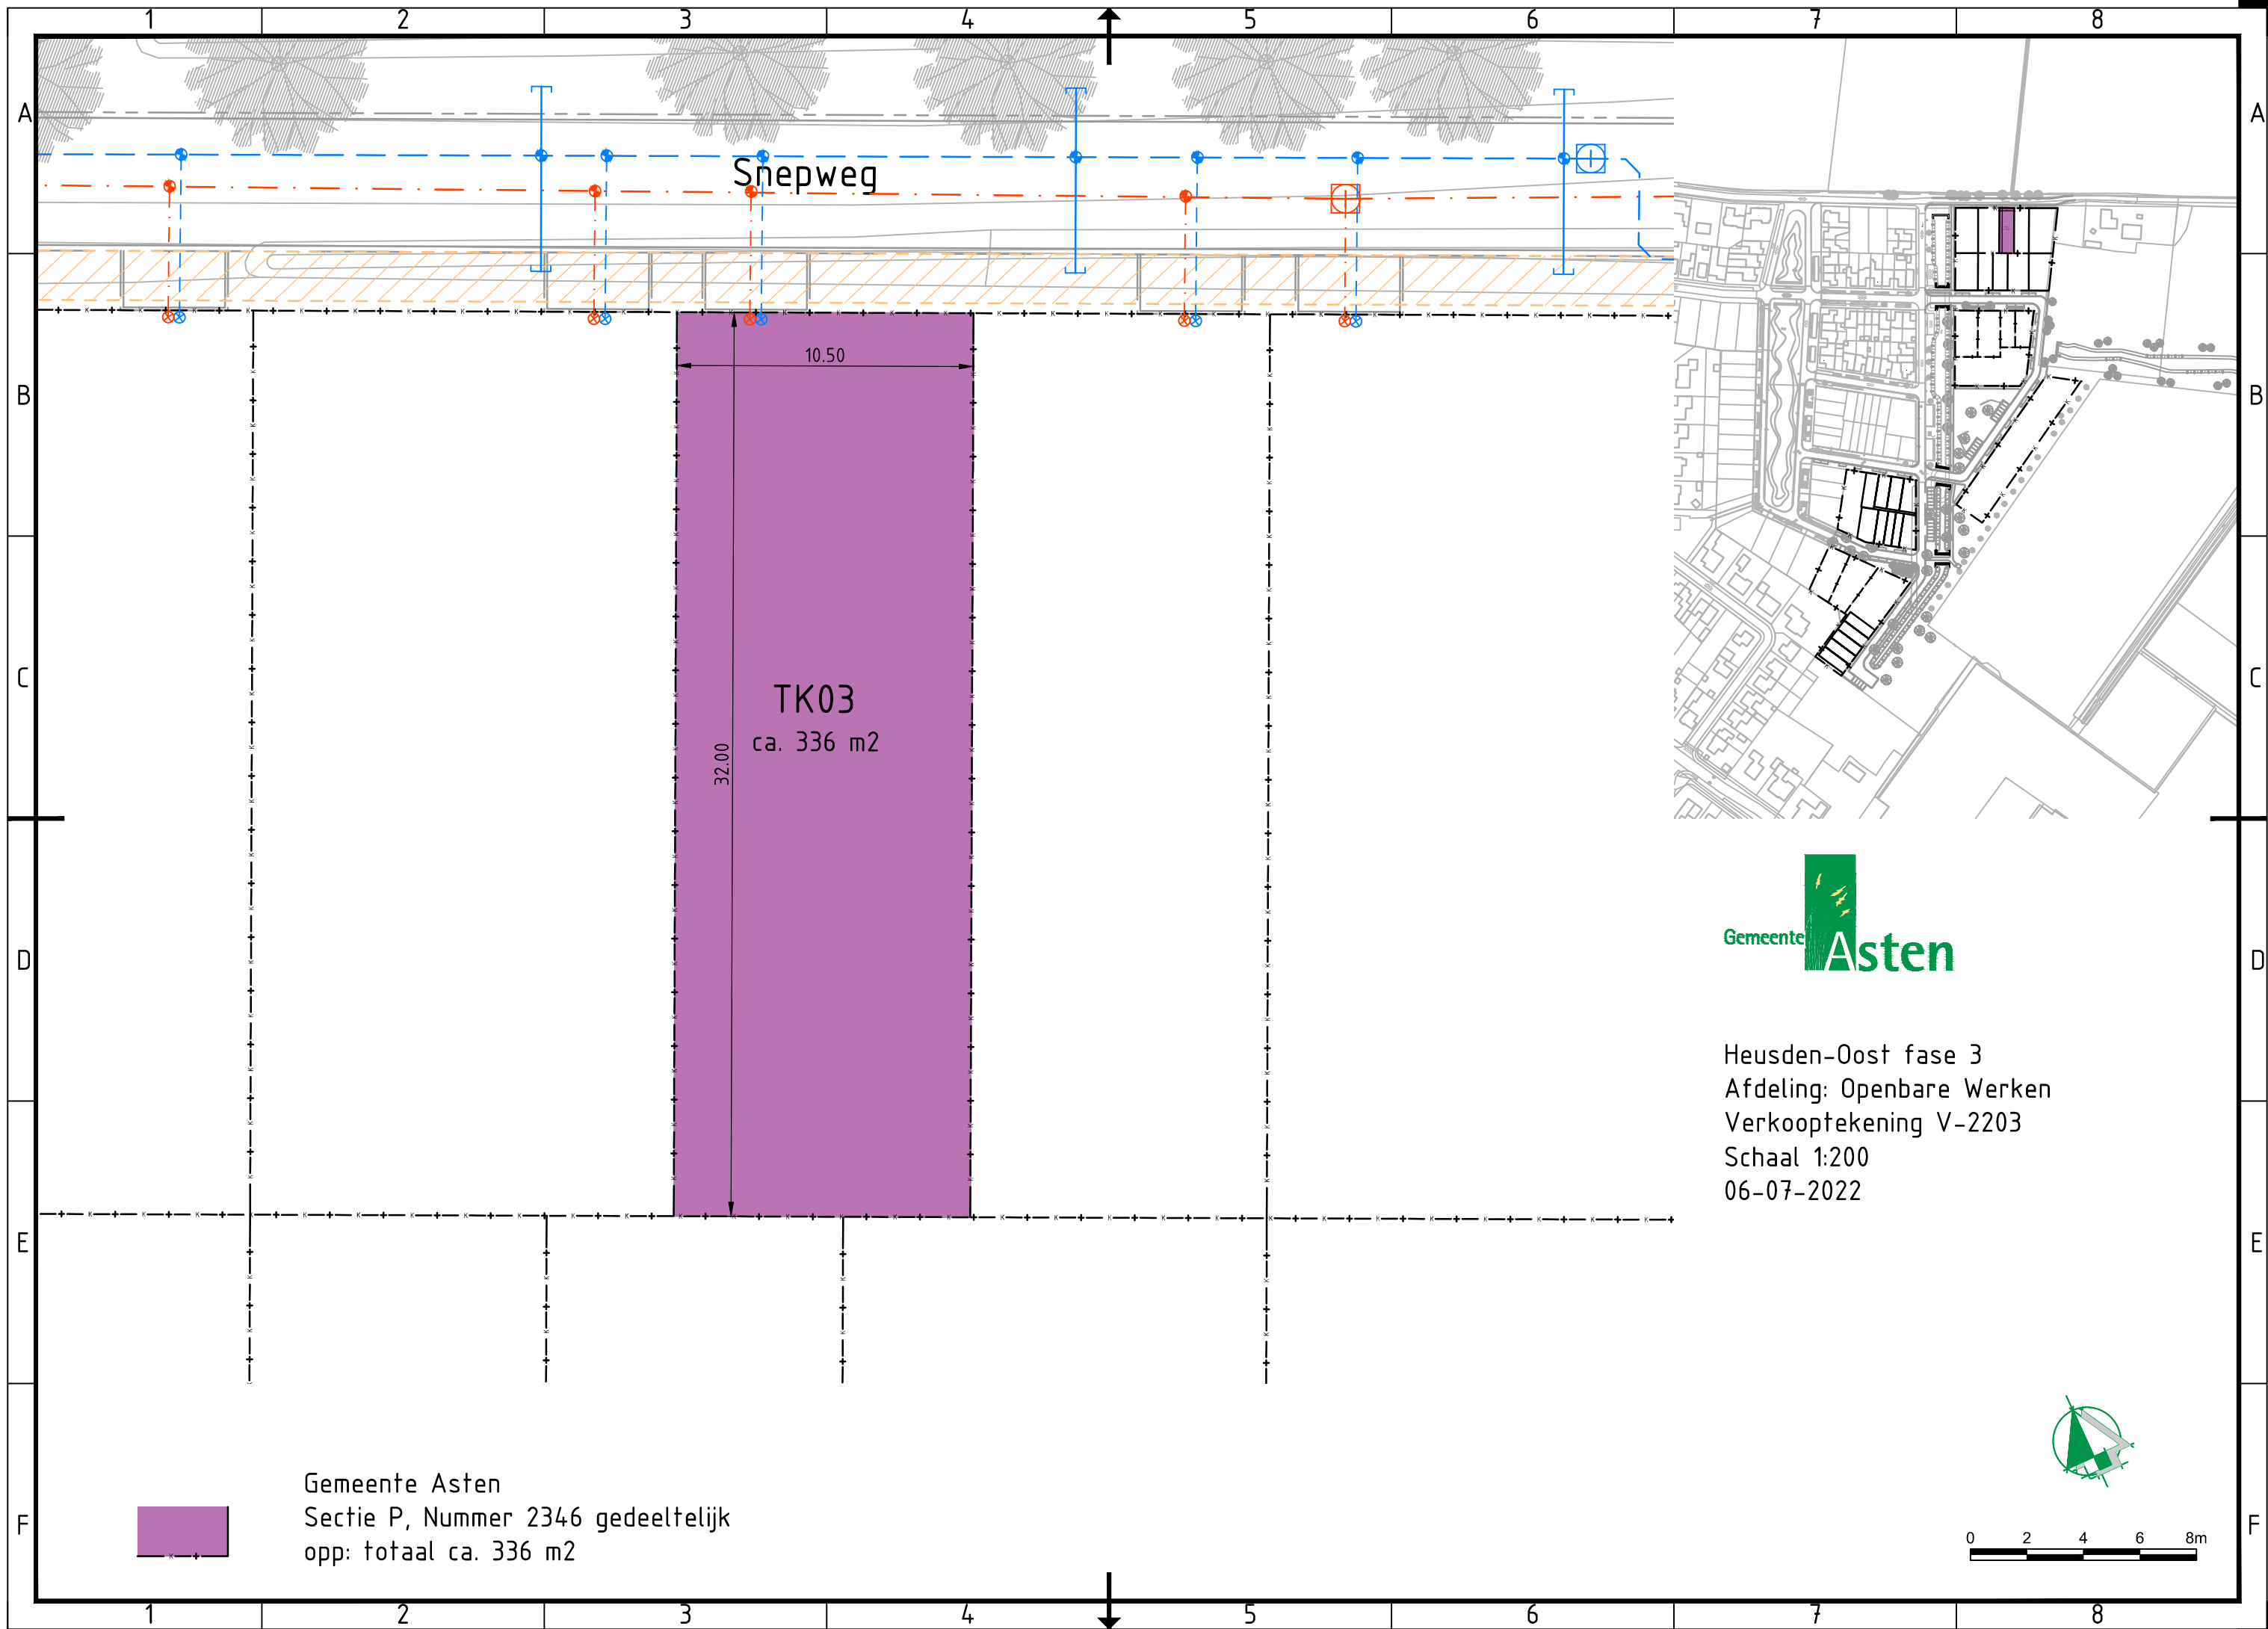 1 2 3 4 5 6 7 8
A A
Snepweg
10.50
B B
TK03
ca. 336 m2
32.00
C C
Gemeente Asten
D D
Heusden-Oost fase 3
Afdeling: Openbare Werken
Verkooptekening V-2203
Schaal 1:200
06-07-2022
E E
Gemeente Asten
Sectie P, Nummer 2346 gedeeltelijk
opp: totaal ca. 336 m2
F F
0 2 4 6 8m
1 2 3 4 5 6 7 8